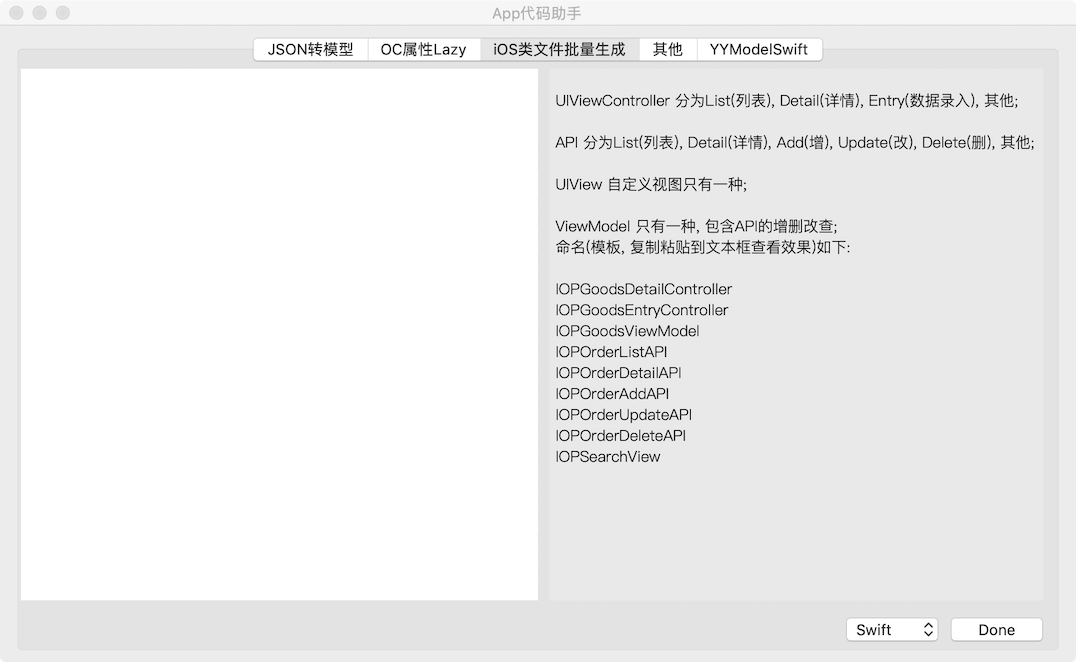 App代码助手
JSON转模型
OC属性Lazy
iOS类文件批量生成
其他
YYModelSwift
UIViewController 分为List(列表), Detail(详情), Entry(数据录入), 其他;
API 分为List(列表), Detail(详情), Add(增), Update(改), Delete(删), 其他;
UIView 自定义视图只有一种;
ViewModel 只有一种, 包含API的增删改查;
命名(模板, 复制粘贴到文本框查看效果)如下:
IOPGoodsDetailController
IOPGoodsEntryController
IOPGoodsViewModel
IOPOrderListAPI
IOPOrderDetailAPI
IOPOrderAddAPI
IOPOrderUpdateAPI
IOPOrderDeleteAPI
IOPSearchView
Swift
Done